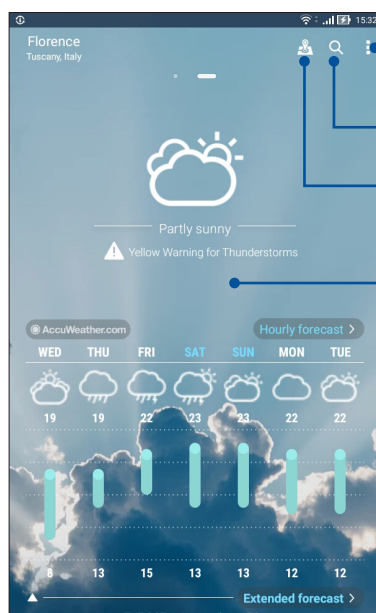 15:32
Florence
Tuscany, Italy
Partly sunny
Yellow Warning for Thunderstorms
AccuWeather.com
Hourly forecast >
WED THU FRI SAT SUN MON TUE
19 19 22 23 23 22 22
8 13 15 13 13 12 12
Extended forecast >